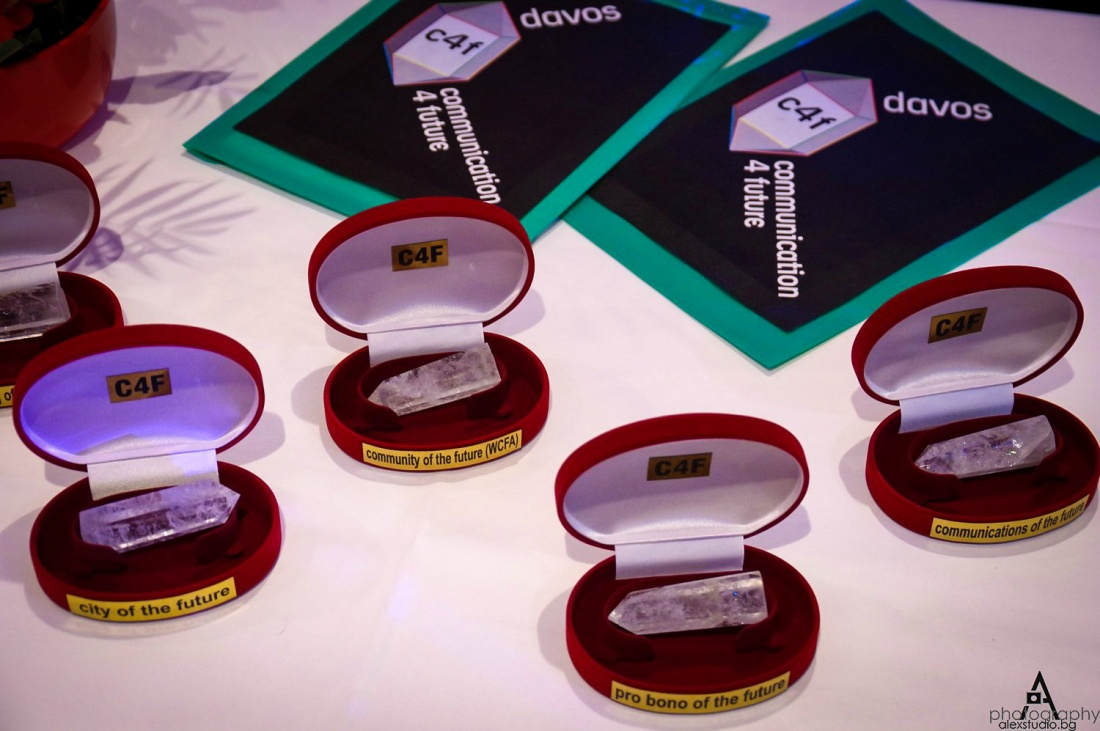 c4f
davos
communication
4 future
c4f
davos
communication
4 future
F
C4F
community of the future (WCFA)
C4F
communications of the future
of
C4F
city of the future
C4F
pro bono of the future
A
photography
alexstudio.bg